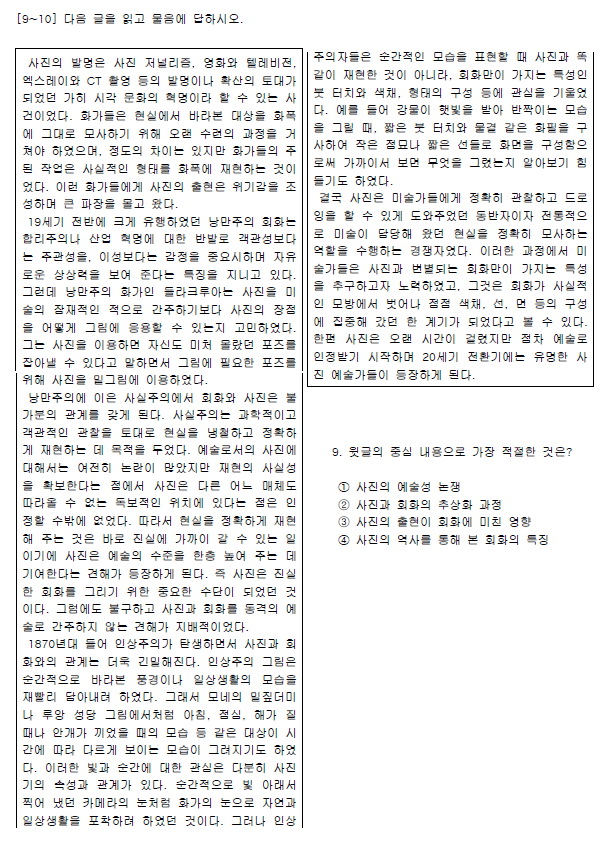 [9~10] 다음 글을 읽고 물음에 답하시오.
사진의 발명은 사진 저널리즘, 영화와 텔레비전,
엑스레이와 CT 촬영 등의 발명이나 확산의 토대가
되었던 가히 시각 문화의 혁명이라 할 수 있는 사
건이었다. 화가들은 현실에서 바라본 대상을 화폭
에 그대로 모사하기 위해 오랜 수련의 과정을 거
쳐야 하였으며, 정도의 차이는 있지만 화가들의 주
된 작업은 사실적인 형태를 화폭에 재현하는 것이
었다. 이런 화가들에게 사진의 출현은 위기감을 조
성하며 큰 파장을 몰고 왔다.
19세기 전반에 크게 유행하였던 낭만주의 회화는
합리주의나 산업 혁명에 대한 반발로 객관성보다
는 주관성을, 이성보다는 감정을 중요시하며 자유
로운 상상력을 보여 준다는 특징을 지니고 있다.
그런데 낭만주의 화가인 들라크루아는 사진을 미
술의 잠재적인 적으로 간주하기보다 사진의 장점
을 어떻게 그림에 응용할 수 있는지 고민하였다.
그는 사진을 이용하면 자신도 미처 몰랐던 포즈를
잡아낼 수 있다고 말하면서 그림에 필요한 포즈를
위해 사진을 밑그림에 이용하였다.
낭만주의에 이은 사실주의에서 회화와 사진은 불
가분의 관계를 갖게 된다. 사실주의는 과학적이고
객관적인 관찰을 토대로 현실을 냉철하고 정확하
게 재현하는 데 목적을 두었다. 예술로서의 사진에
대해서는 여전히 논란이 많았지만 재현의 사실성
을 확보한다는 점에서 사진은 다른 어느 매체도
따라올 수 없는 독보적인 위치에 있다는 점은 인
정할 수밖에 없었다. 따라서 현실을 정확하게 재현
해 주는 것은 바로 진실에 가까이 갈 수 있는 일
이기에 사진은 예술의 수준을 한층 높여 주는 데
기여한다는 견해가 등장하게 된다. 즉 사진은 진실
한 회화를 그리기 위한 중요한 수단이 되었던 것
이다. 그럼에도 불구하고 사진과 회화를 동격의 예
술로 간주하지 않는 견해가 지배적이었다.
1870년대 들어 인상주의가 탄생하면서 사진과 회
화와의 관계는 더욱 긴밀해진다. 인상주의 그림은
순간적으로 바라본 풍경이나 일상생활의 모습을
재빨리 담아내려 하였다. 그래서 모네의 밀짚더미
나 루앙 성당 그림에서처럼 아침, 점심, 해가 질
때나 안개가 끼었을 때의 모습 등 같은 대상이 시
간에 따라 다르게 보이는 모습이 그려지기도 하였
다. 이러한 빛과 순간에 대한 관심은 다분히 사진
기의 속성과 관계가 있다. 순간적으로 빛 아래서
찍어 냈던 카메라의 눈처럼 화가의 눈으로 자연과
일상생활을 포착하려 하였던 것이다. 그러나 인상
주의자들은 순간적인 모습을 표현할 때 사진과 똑
같이 재현한 것이 아니라, 회화만이 가지는 특성인
붓 터치와 색채, 형태의 구성 등에 관심을 기울였
다. 예를 들어 강물이 햇빛을 받아 반짝이는 모습
을 그릴 때, 짧은 붓 터치와 물결 같은 화필을 구
사하여 작은 점묘나 짧은 선들로 화면을 구성함으
로써 가까이서 보면 무엇을 그렸는지 알아보기 힘
들기도 하였다.
결국 사진은 미술가들에게 정확히 관찰하고 드로
잉을 할 수 있게 도와주었던 동반자이자 전통적으
로 미술이 담당해 왔던 현실을 정확히 모사하는
역할을 수행하는 경쟁자였다. 이러한 과정에서 미
술가들은 사진과 변별되는 회화만이 가지는 특성
을 추구하고자 노력하였고, 그것은 회화가 사실적
인 모방에서 벗어나 점점 색채, 선, 면 등의 구성
에 집중해 갔던 한 계기가 되었다고 볼 수 있다.
한편 사진은 오랜 시간이 걸렸지만 점차 예술로
인정받기 시작하며 20세기 전환기에는 유명한 사
진 예술가들이 등장하게 된다.
9. 윗글의 중심 내용으로 가장 적절한 것은?
① 사진의 예술성 논쟁
② 사진과 회화의 추상화 과정
③ 사진의 출현이 회화에 미친 영향
④ 사진의 역사를 통해 본 회화의 특징